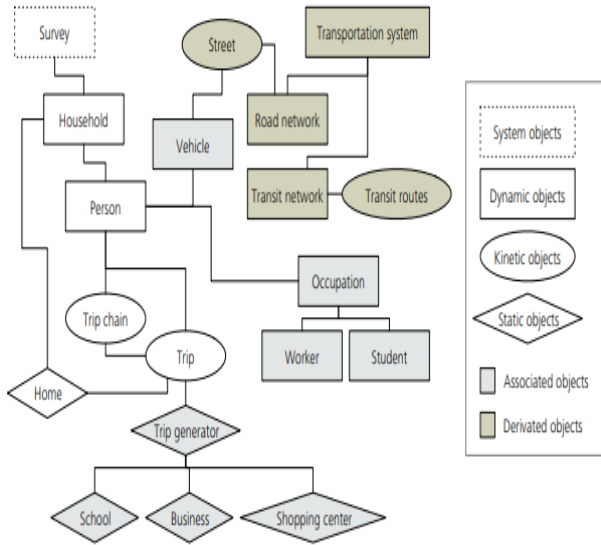 Survey
Street
Transportation system
Household
Vehicle
Road network
System objects
Person
Transit network
Transit routes
Dynamic objects
Kinetic objects
Occupation
Trip chain
Static objects
Trip
Worker
Student
Home
Associated objects
Trip generator
Derivated objects
School
Business
Shopping center